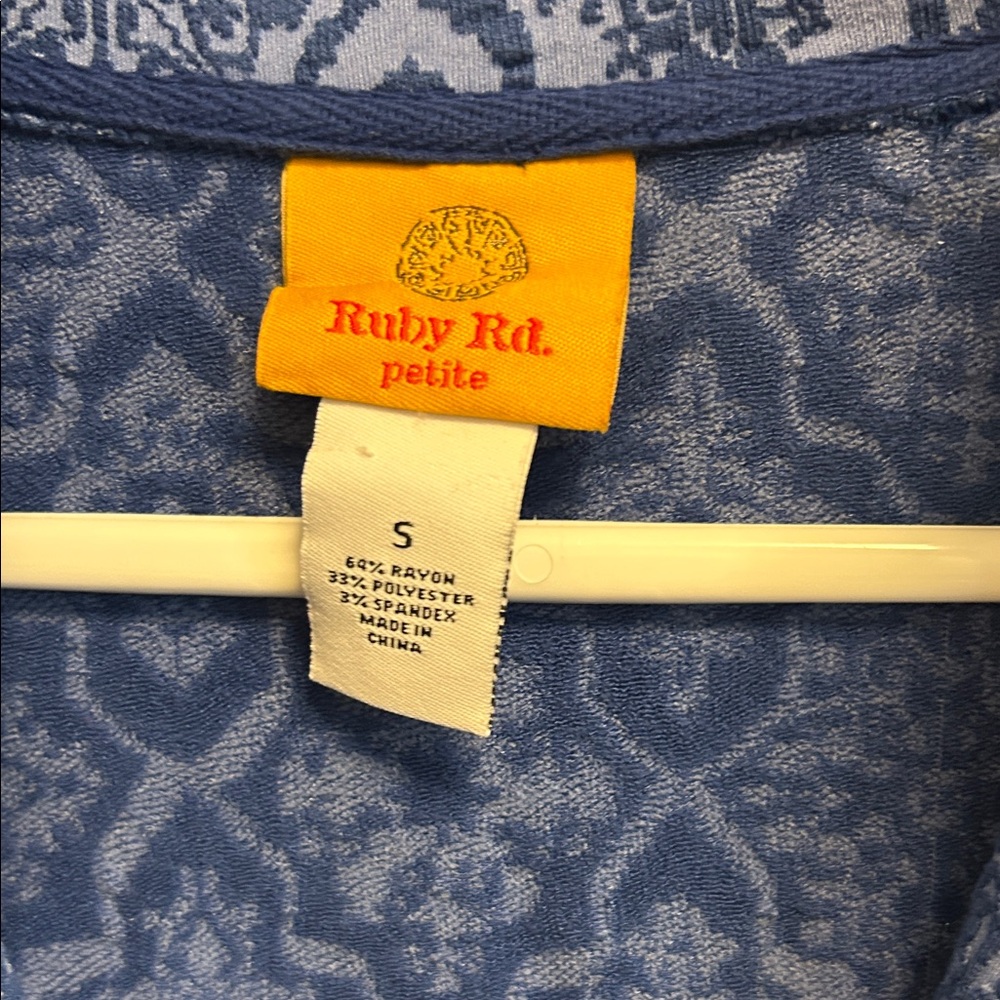 Ruby Rd.
petite
S
64% RAYON
33% POLYESTER
3% SPANDEX
MADE IN
CHINA